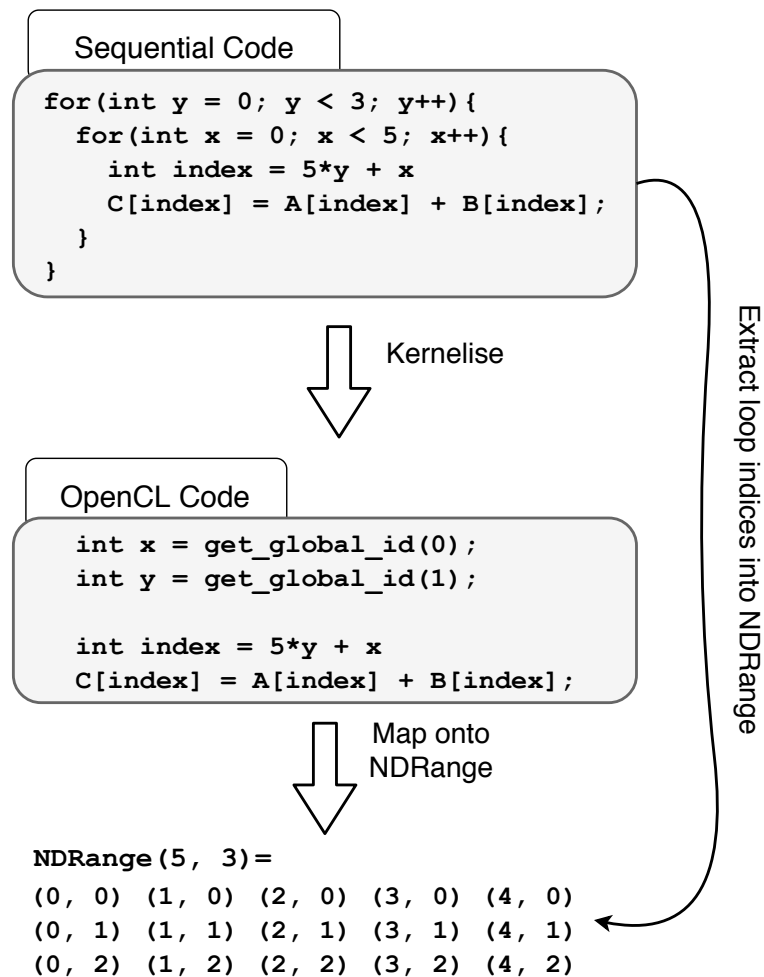 Sequential Code
for(int y = 0; y < 3; y++){
  for(int x = 0; x < 5; x++){
    int index = 5*y + x
    C[index] = A[index] + B[index];
  }
}
Kernelise
Extract loop indices into NDRange
OpenCL Code
int x = get_global_id(0);
int y = get_global_id(1);
int index = 5*y + x
C[index] = A[index] + B[index];
Map onto
NDRange
NDRange(5, 3)=
(0, 0) (1, 0) (2, 0) (3, 0) (4, 0)
(0, 1) (1, 1) (2, 1) (3, 1) (4, 1)
(0, 2) (1, 2) (2, 2) (3, 2) (4, 2)